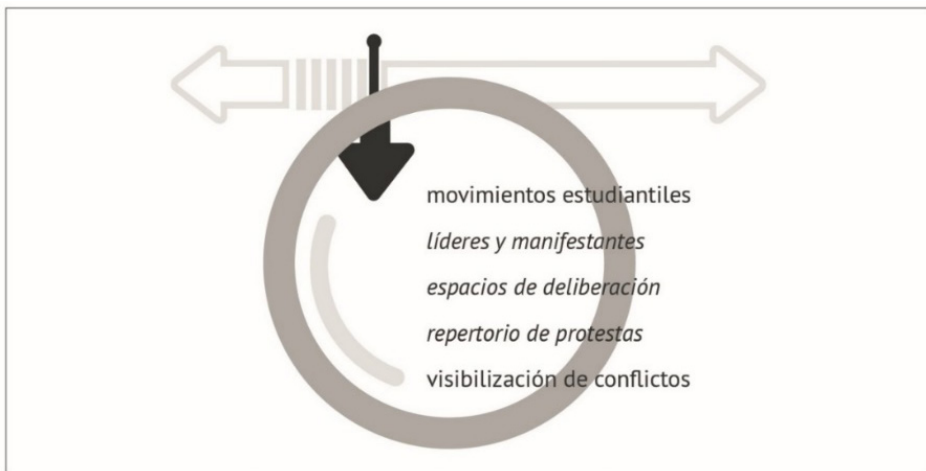 movimientos estudiantiles
líderes y manifestantes
espacios de deliberación
repertorio de protestas
visibilización de conflictos